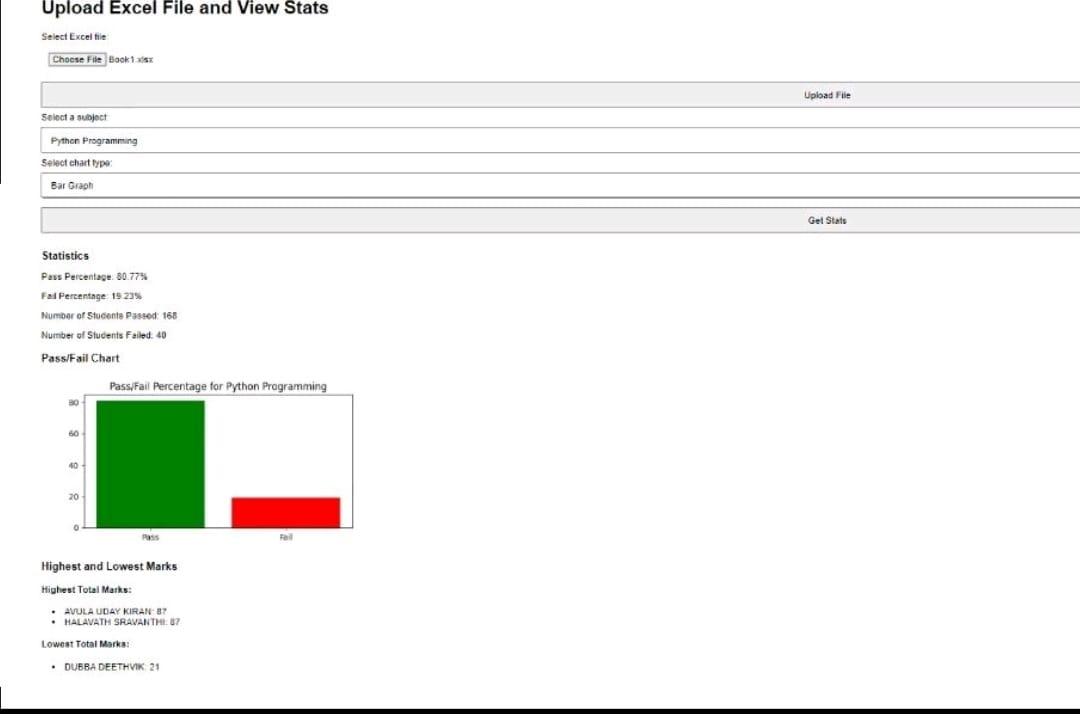 Upload Excel File and View Stats
Select Excel file:
Choose File Book1.xlsx
Upload File
Select a subject:
Python Programming
Select chart type:
Bar Graph
Get Stats
Statistics
Pass Percentage: 80.77%
Fail Percentage: 19.23%
Number of Students Passed: 168
Number of Students Failed: 40
Pass/Fail Chart
Pass/Fail Percentage for Python Programming
80
60
40
20
0
Pass Fail
Highest and Lowest Marks
Highest Total Marks:
• AVULA UDAY KIRAN: 87
• HALAVATH SRAVANTHI: 87
Lowest Total Marks:
• DUBBA DEETHVIK: 21